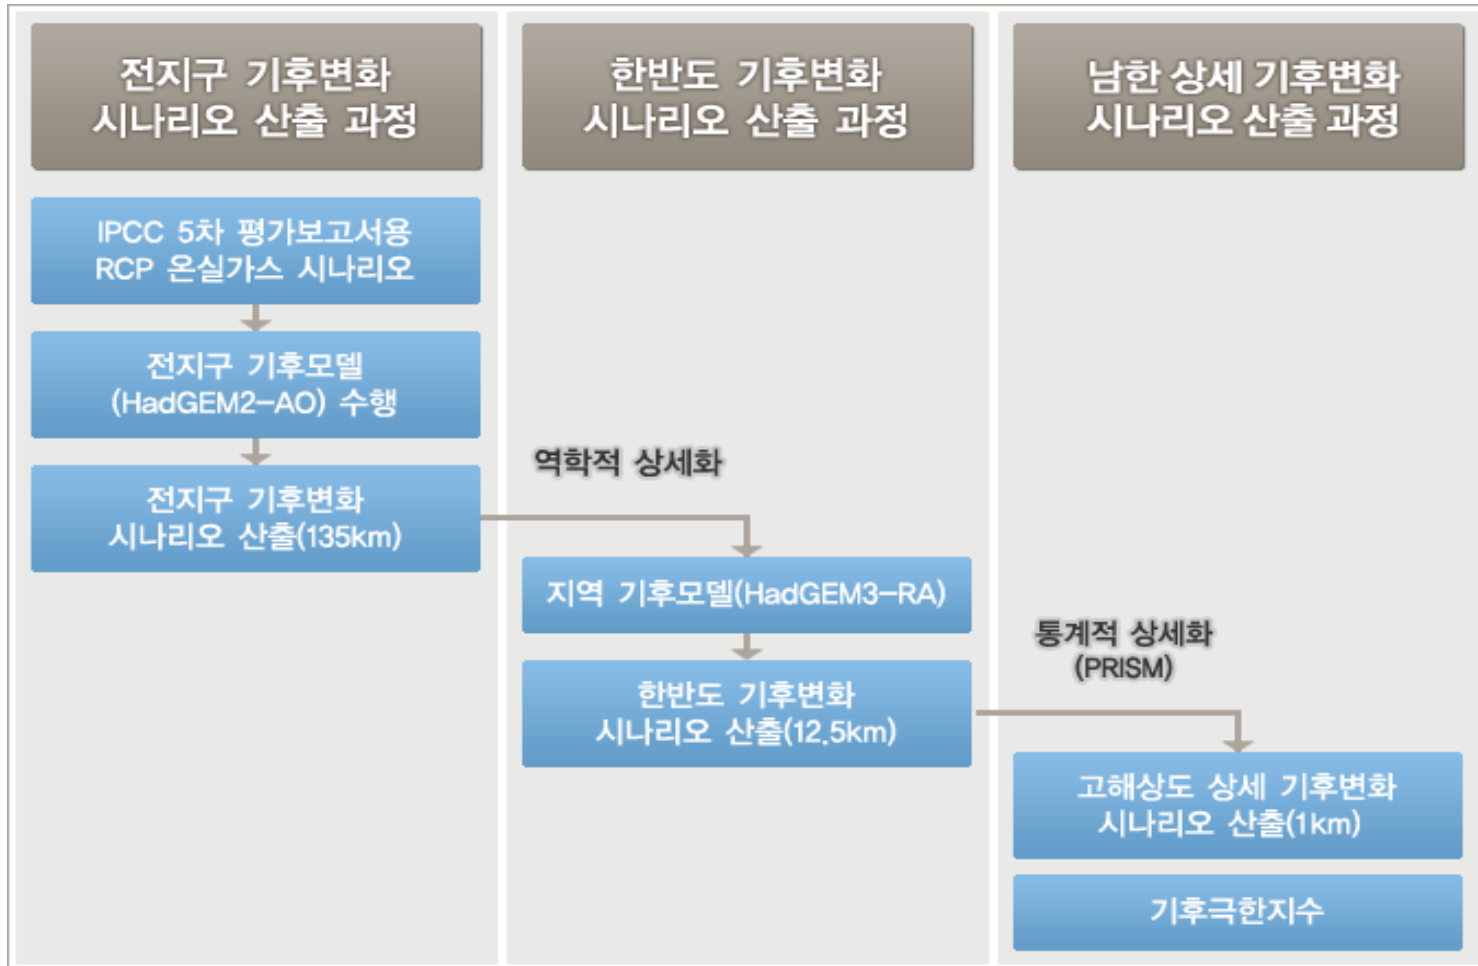 전지구 기후변화
시나리오 산출 과정
IPCC 5차 평가보고서용
RCP 온실가스 시나리오
전지구 기후모델
(HadGEM2-AO) 수행
전지구 기후변화
시나리오 산출(135km)
한반도 기후변화
시나리오 산출 과정
역학적 상세화
지역 기후모델(HadGEM3-RA)
한반도 기후변화
시나리오 산출(12.5km)
남한 상세 기후변화
시나리오 산출 과정
통계적 상세화
(PRISM)
고해상도 상세 기후변화
시나리오 산출(1km)
기후극한지수